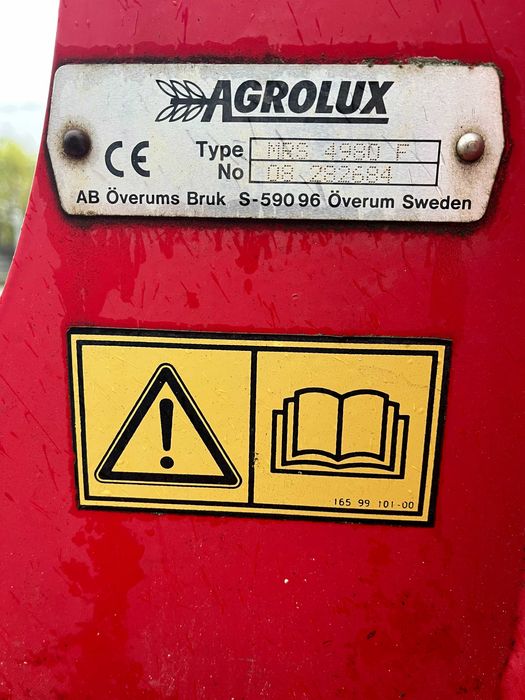 AGROLUX
CE
Type MRS 4980 F
No 08 282684
AB Överums Bruk S-590 96 Överum Sweden
165 99 101-00